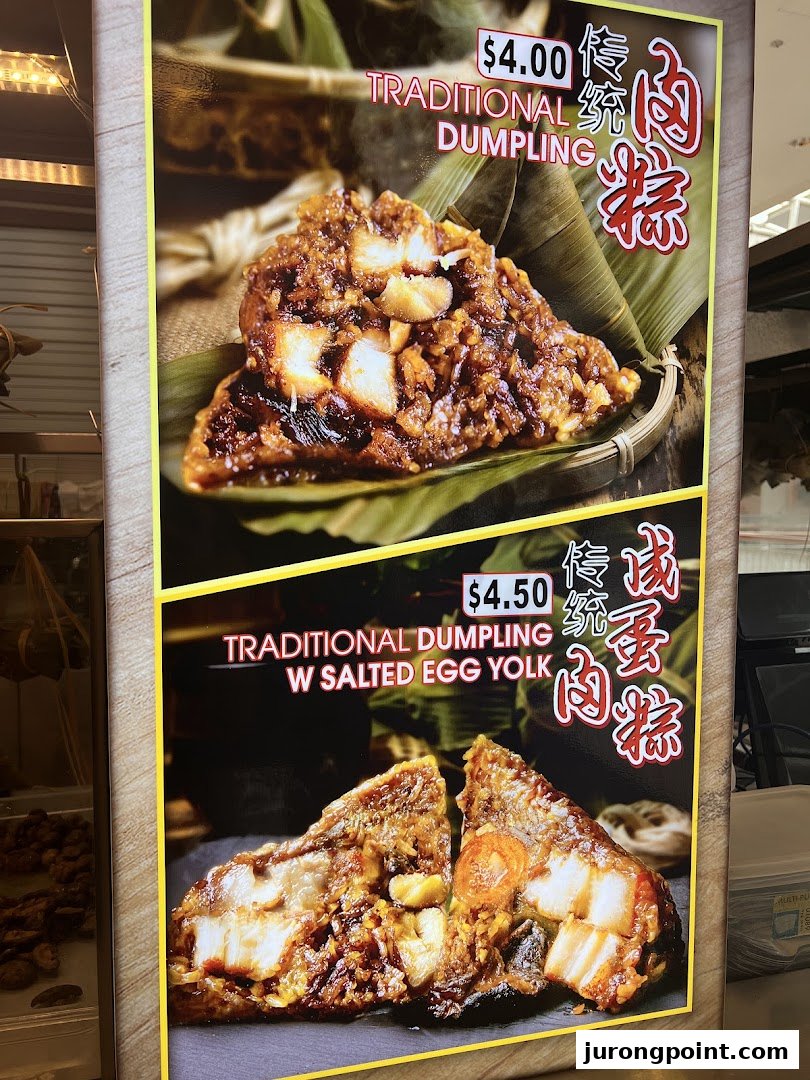 $4.00
TRADITIONAL
DUMPLING
传统
肉粽
$4.50
TRADITIONAL DUMPLING
W SALTED EGG YOLK
传统
咸蛋
肉粽
jurongpoint.com